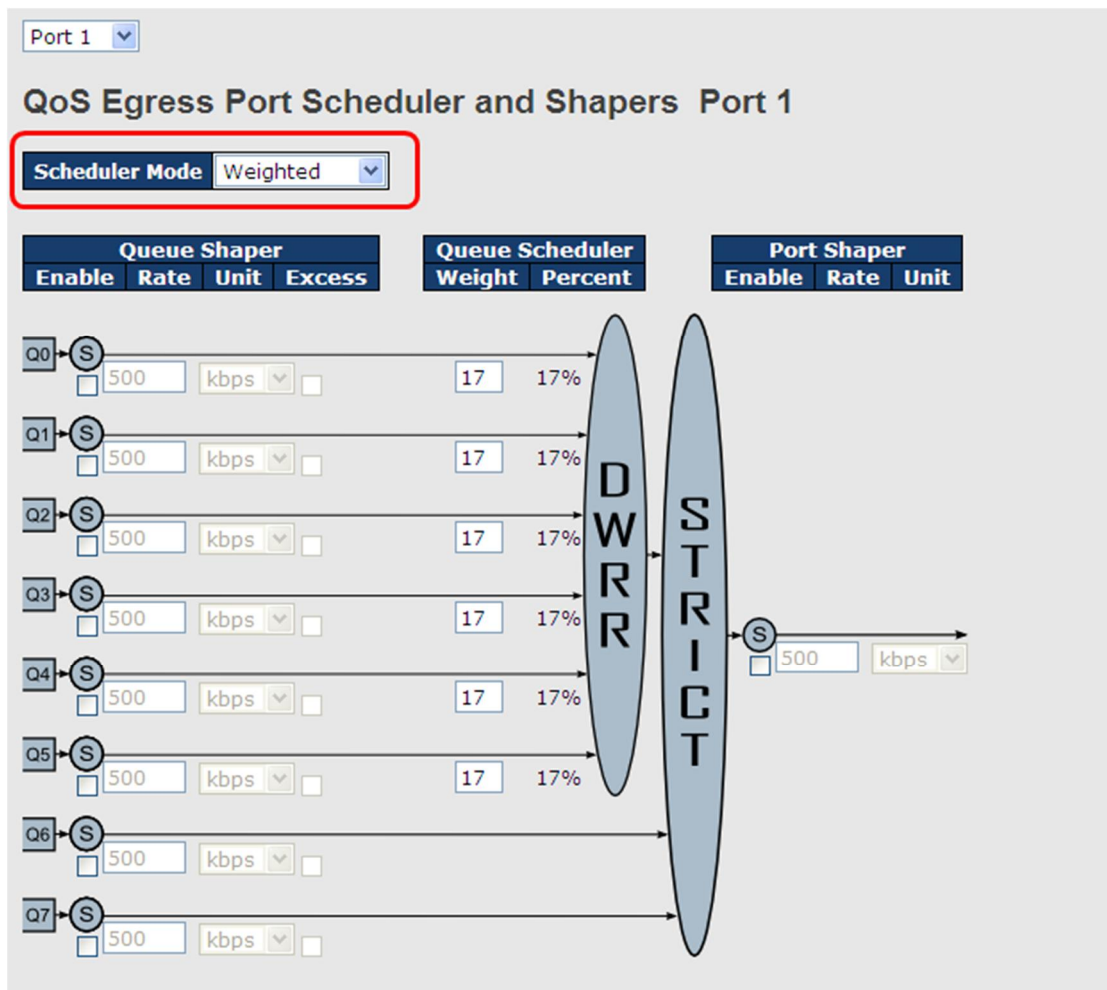 Port 1
QoS Egress Port Scheduler and Shapers Port 1
Scheduler Mode Weighted
Queue Shaper Queue Scheduler Port Shaper
Enable Rate Unit Excess Weight Percent Enable Rate Unit
Q0 S
500 kbps 17 17%
Q1 S
500 kbps 17 17%
Q2 S
500 kbps 17 17%
Q3 S
500 kbps 17 17%
Q4 S
500 kbps 17 17%
Q5 S
500 kbps 17 17%
Q6 S
500 kbps
Q7 S
500 kbps
DWRR
STRICT
S
500 kbps